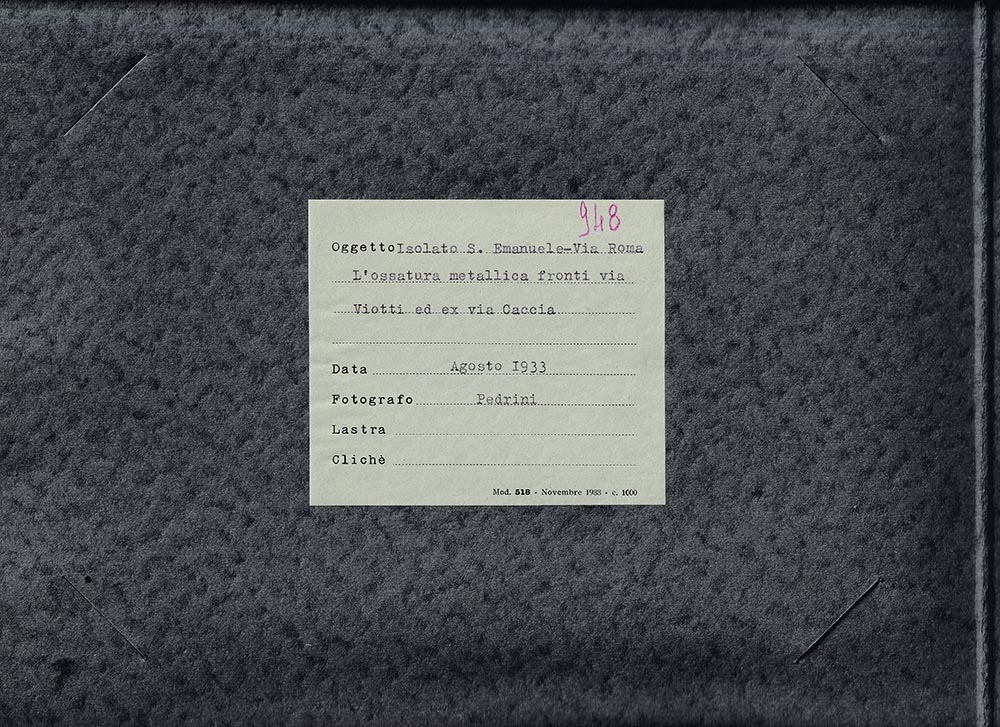 948
Oggetto Isolato S. Emanuele-Via Roma
L'ossatura metallica fronti via
Viotti ed ex via Caccia
Data Agosto I933
Fotografo Pedrini
Lastra
Clichè
Mod. 518 - Novembre 1933 - c. 1000